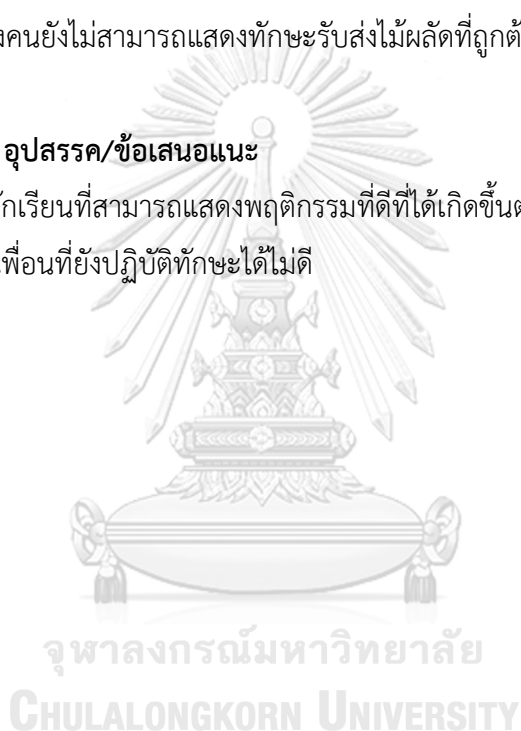 งคนยังไม่สามารถแสดงทักษะรับส่งไม้ผลัดที่ถูกต้
อุปสรรค/ข้อเสนอแนะ
ักเรียนที่สามารถแสดงพฤติกรรมที่ดีที่ได้เกิดขึ้นต
พื่อนที่ยังปฏิบัติทักษะได้ไม่ดี
จุฬาลงกรณ์มหาวิทยาลัย
CHULALONGKORN UNIVERSITY